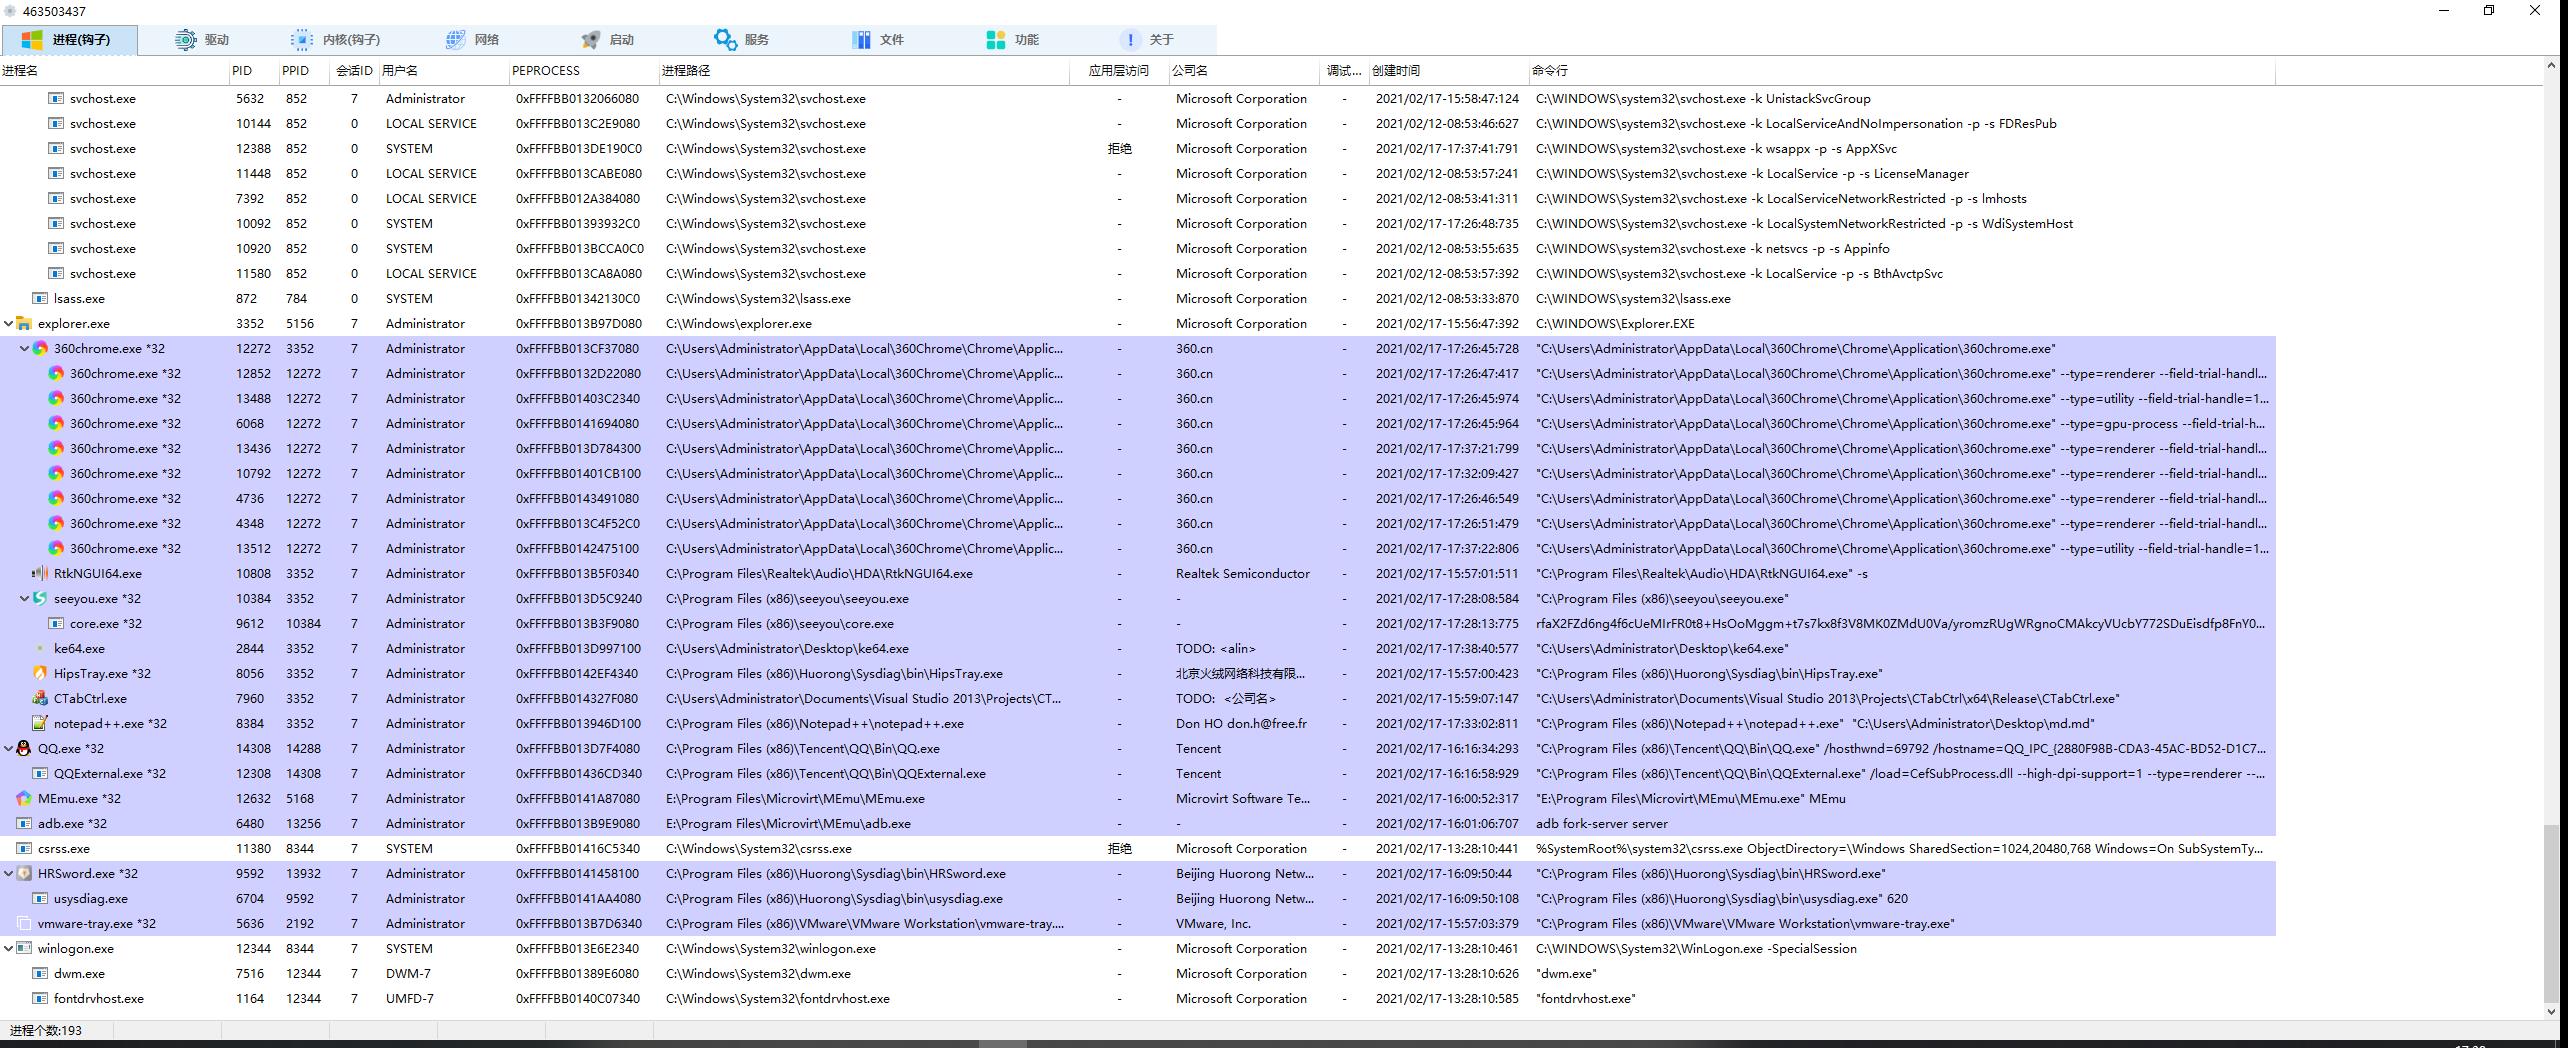 463503437
进程(钩子) 驱动 内核(钩子) 网络 启动 服务 文件 功能 关于
进程名 PID PPID 会话ID 用户名 PEPROCESS 进程路径 应用层访问 公司名 调试... 创建时间 命令行
svchost.exe 5632 852 7 Administrator 0xFFFFBB0132066080 C:\Windows\System32\svchost.exe - Microsoft Corporation - 2021/02/17-15:58:47:124 C:\WINDOWS\system32\svchost.exe -k UnistackSvcGroup
svchost.exe 10144 852 0 LOCAL SERVICE 0xFFFFBB013C2E9080 C:\Windows\System32\svchost.exe - Microsoft Corporation - 2021/02/12-08:53:46:627 C:\WINDOWS\system32\svchost.exe -k LocalServiceAndNoImpersonation -p -s FDResPub
svchost.exe 12388 852 0 SYSTEM 0xFFFFBB013DE190C0 C:\Windows\System32\svchost.exe 拒绝 Microsoft Corporation - 2021/02/17-17:37:41:791 C:\WINDOWS\system32\svchost.exe -k wsappx -p -s AppXSvc
svchost.exe 11448 852 0 LOCAL SERVICE 0xFFFFBB013CABE080 C:\Windows\System32\svchost.exe - Microsoft Corporation - 2021/02/12-08:53:57:241 C:\WINDOWS\system32\svchost.exe -k LocalService -p -s LicenseManager
svchost.exe 7392 852 0 LOCAL SERVICE 0xFFFFBB012A384080 C:\Windows\System32\svchost.exe - Microsoft Corporation - 2021/02/12-08:53:41:311 C:\WINDOWS\System32\svchost.exe -k LocalServiceNetworkRestricted -p -s lmhosts
svchost.exe 10092 852 0 SYSTEM 0xFFFFBB01393932C0 C:\Windows\System32\svchost.exe - Microsoft Corporation - 2021/02/17-17:26:48:735 C:\WINDOWS\System32\svchost.exe -k LocalSystemNetworkRestricted -p -s WdiSystemHost
svchost.exe 10920 852 0 SYSTEM 0xFFFFBB013BCCA0C0 C:\Windows\System32\svchost.exe - Microsoft Corporation - 2021/02/12-08:53:55:635 C:\WINDOWS\system32\svchost.exe -k netsvcs -p -s Appinfo
svchost.exe 11580 852 0 LOCAL SERVICE 0xFFFFBB013CA8A080 C:\Windows\System32\svchost.exe - Microsoft Corporation - 2021/02/12-08:53:57:392 C:\WINDOWS\system32\svchost.exe -k LocalService -p -s BthAvctpSvc
lsass.exe 872 784 0 SYSTEM 0xFFFFBB01342130C0 C:\Windows\System32\lsass.exe - Microsoft Corporation - 2021/02/12-08:53:33:870 C:\WINDOWS\system32\lsass.exe
explorer.exe 3352 5156 7 Administrator 0xFFFFBB013B97D080 C:\Windows\explorer.exe - Microsoft Corporation - 2021/02/17-15:56:47:392 C:\WINDOWS\Explorer.EXE
360chrome.exe *32 12272 3352 7 Administrator 0xFFFFBB013CF37080 C:\Users\Administrator\AppData\Local\360Chrome\Chrome\Applic... - 360.cn - 2021/02/17-17:26:45:728 "C:\Users\Administrator\AppData\Local\360Chrome\Chrome\Application\360chrome.exe"
360chrome.exe *32 12852 12272 7 Administrator 0xFFFFBB0132D22080 C:\Users\Administrator\AppData\Local\360Chrome\Chrome\Applic... - 360.cn - 2021/02/17-17:26:47:417 "C:\Users\Administrator\AppData\Local\360Chrome\Chrome\Application\360chrome.exe" --type=renderer --field-trial-handl...
360chrome.exe *32 13488 12272 7 Administrator 0xFFFFBB01403C2340 C:\Users\Administrator\AppData\Local\360Chrome\Chrome\Applic... - 360.cn - 2021/02/17-17:26:45:974 "C:\Users\Administrator\AppData\Local\360Chrome\Chrome\Application\360chrome.exe" --type=utility --field-trial-handle=1...
360chrome.exe *32 6068 12272 7 Administrator 0xFFFFBB0141694080 C:\Users\Administrator\AppData\Local\360Chrome\Chrome\Applic... - 360.cn - 2021/02/17-17:26:45:964 "C:\Users\Administrator\AppData\Local\360Chrome\Chrome\Application\360chrome.exe" --type=gpu-process --field-trial-h...
360chrome.exe *32 13436 12272 7 Administrator 0xFFFFBB013D784300 C:\Users\Administrator\AppData\Local\360Chrome\Chrome\Applic... - 360.cn - 2021/02/17-17:37:21:799 "C:\Users\Administrator\AppData\Local\360Chrome\Chrome\Application\360chrome.exe" --type=renderer --field-trial-handl...
360chrome.exe *32 10792 12272 7 Administrator 0xFFFFBB01401CB100 C:\Users\Administrator\AppData\Local\360Chrome\Chrome\Applic... - 360.cn - 2021/02/17-17:32:09:427 "C:\Users\Administrator\AppData\Local\360Chrome\Chrome\Application\360chrome.exe" --type=renderer --field-trial-handl...
360chrome.exe *32 4736 12272 7 Administrator 0xFFFFBB0143491080 C:\Users\Administrator\AppData\Local\360Chrome\Chrome\Applic... - 360.cn - 2021/02/17-17:26:46:549 "C:\Users\Administrator\AppData\Local\360Chrome\Chrome\Application\360chrome.exe" --type=renderer --field-trial-handl...
360chrome.exe *32 4348 12272 7 Administrator 0xFFFFBB013C4F52C0 C:\Users\Administrator\AppData\Local\360Chrome\Chrome\Applic... - 360.cn - 2021/02/17-17:26:51:479 "C:\Users\Administrator\AppData\Local\360Chrome\Chrome\Application\360chrome.exe" --type=renderer --field-trial-handl...
360chrome.exe *32 13512 12272 7 Administrator 0xFFFFBB0142475100 C:\Users\Administrator\AppData\Local\360Chrome\Chrome\Applic... - 360.cn - 2021/02/17-17:37:22:806 "C:\Users\Administrator\AppData\Local\360Chrome\Chrome\Application\360chrome.exe" --type=utility --field-trial-handle=1...
RtkNGUI64.exe 10808 3352 7 Administrator 0xFFFFBB013B5F0340 C:\Program Files\Realtek\Audio\HDA\RtkNGUI64.exe - Realtek Semiconductor - 2021/02/17-15:57:01:511 "C:\Program Files\Realtek\Audio\HDA\RtkNGUI64.exe" -s
seeyou.exe *32 10384 3352 7 Administrator 0xFFFFBB013D5C9240 C:\Program Files (x86)\seeyou\seeyou.exe - - - 2021/02/17-17:28:08:584 "C:\Program Files (x86)\seeyou\seeyou.exe"
core.exe *32 9612 10384 7 Administrator 0xFFFFBB013B3F9080 C:\Program Files (x86)\seeyou\core.exe - - - 2021/02/17-17:28:13:775 rfaX2FZd6ng4f6cUeMIrFR0t8+HsOoMggm+t7s7kx8f3V8MK0ZMdU0Va/yromzRUgWRgnoCMAkcyVUcbY772SDuEisdfp8FnY0...
ke64.exe 2844 3352 7 Administrator 0xFFFFBB013D997100 C:\Users\Administrator\Desktop\ke64.exe - TODO: <alin> - 2021/02/17-17:38:40:577 "C:\Users\Administrator\Desktop\ke64.exe"
HipsTray.exe *32 8056 3352 7 Administrator 0xFFFFBB0142EF4340 C:\Program Files (x86)\Huorong\Sysdiag\bin\HipsTray.exe - 北京火绒网络科技有限... - 2021/02/17-15:57:00:423 "C:\Program Files (x86)\Huorong\Sysdiag\bin\HipsTray.exe"
CTabCtrl.exe 7960 3352 7 Administrator 0xFFFFBB014327F080 C:\Users\Administrator\Documents\Visual Studio 2013\Projects\CT... - TODO: <公司名> - 2021/02/17-15:59:07:147 "C:\Users\Administrator\Documents\Visual Studio 2013\Projects\CTabCtrl\x64\Release\CTabCtrl.exe"
notepad++.exe *32 8384 3352 7 Administrator 0xFFFFBB013946D100 C:\Program Files (x86)\Notepad++\notepad++.exe - Don HO don.h@free.fr - 2021/02/17-17:33:02:811 "C:\Program Files (x86)\Notepad++\notepad++.exe" "C:\Users\Administrator\Desktop\md.md"
QQ.exe *32 14308 14288 7 Administrator 0xFFFFBB013D7F4080 C:\Program Files (x86)\Tencent\QQ\Bin\QQ.exe - Tencent - 2021/02/17-16:16:34:293 "C:\Program Files (x86)\Tencent\QQ\Bin\QQ.exe" /hosthwnd=69792 /hostname=QQ_IPC_{2880F98B-CDA3-45AC-BD52-D1C7...
QQExternal.exe *32 12308 14308 7 Administrator 0xFFFFBB01436CD340 C:\Program Files (x86)\Tencent\QQ\Bin\QQExternal.exe - Tencent - 2021/02/17-16:16:58:929 "C:\Program Files (x86)\Tencent\QQ\Bin\QQExternal.exe" /load=CefSubProcess.dll --high-dpi-support=1 --type=renderer --...
MEmu.exe *32 12632 5168 7 Administrator 0xFFFFBB0141A87080 E:\Program Files\Microvirt\MEmu\MEmu.exe - Microvirt Software Te... - 2021/02/17-16:00:52:317 "E:\Program Files\Microvirt\MEmu\MEmu.exe" MEmu
adb.exe *32 6480 13256 7 Administrator 0xFFFFBB013B9E9080 E:\Program Files\Microvirt\MEmu\adb.exe - - - 2021/02/17-16:01:06:707 adb fork-server server
csrss.exe 11380 8344 7 SYSTEM 0xFFFFBB01416C5340 C:\Windows\System32\csrss.exe 拒绝 Microsoft Corporation - 2021/02/17-13:28:10:441 %SystemRoot%\system32\csrss.exe ObjectDirectory=\Windows SharedSection=1024,20480,768 Windows=On SubSystemTy...
HRSword.exe *32 9592 13932 7 Administrator 0xFFFFBB0141458100 C:\Program Files (x86)\Huorong\Sysdiag\bin\HRSword.exe - Beijing Huorong Netw... - 2021/02/17-16:09:50:44 "C:\Program Files (x86)\Huorong\Sysdiag\bin\HRSword.exe"
usysdiag.exe 6704 9592 7 Administrator 0xFFFFBB0141AA4080 C:\Program Files (x86)\Huorong\Sysdiag\bin\usysdiag.exe - Beijing Huorong Netw... - 2021/02/17-16:09:50:108 "C:\Program Files (x86)\Huorong\Sysdiag\bin\usysdiag.exe" 620
vmware-tray.exe *32 5636 2192 7 Administrator 0xFFFFBB013B7D6340 C:\Program Files (x86)\VMware\VMware Workstation\vmware-tray.... - VMware, Inc. - 2021/02/17-15:57:03:379 "C:\Program Files (x86)\VMware\VMware Workstation\vmware-tray.exe"
winlogon.exe 12344 8344 7 SYSTEM 0xFFFFBB013E6E2340 C:\Windows\System32\winlogon.exe - Microsoft Corporation - 2021/02/17-13:28:10:461 C:\WINDOWS\System32\WinLogon.exe -SpecialSession
dwm.exe 7516 12344 7 DWM-7 0xFFFFBB01389E6080 C:\Windows\System32\dwm.exe - Microsoft Corporation - 2021/02/17-13:28:10:626 "dwm.exe"
fontdrvhost.exe 1164 12344 7 UMFD-7 0xFFFFBB0140C07340 C:\Windows\System32\fontdrvhost.exe - Microsoft Corporation - 2021/02/17-13:28:10:585 "fontdrvhost.exe"
进程个数:193